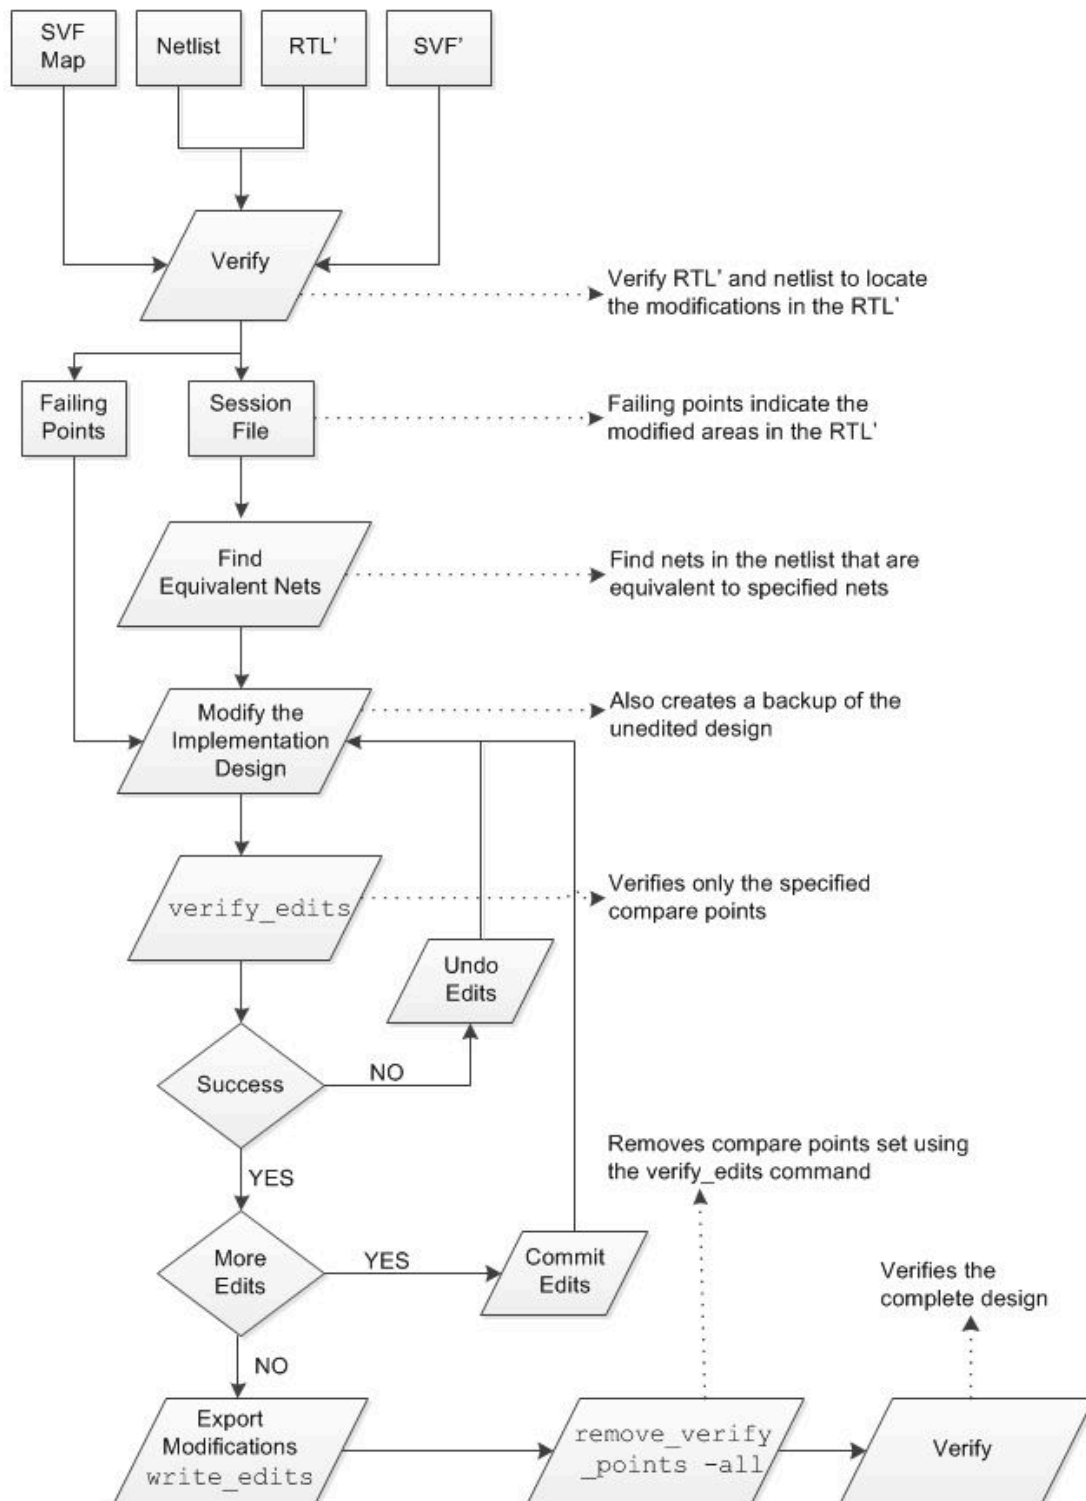 SVF
Map
Netlist
RTL'
SVF'
Verify
Verify RTL' and netlist to locate
the modifications in the RTL'
Failing
Points
Session
File
Failing points indicate the
modified areas in the RTL'
Find
Equivalent Nets
Find nets in the netlist that are
equivalent to specified nets
Modify the
Implementation
Design
Also creates a backup of the
unedited design
verify_edits
Verifies only the specified
compare points
Undo
Edits
Success
NO
YES
Removes compare points set using
the verify_edits command
More
Edits
YES
Commit
Edits
Verifies the
complete design
NO
Export
Modifications
write_edits
remove_verify
_points -all
Verify